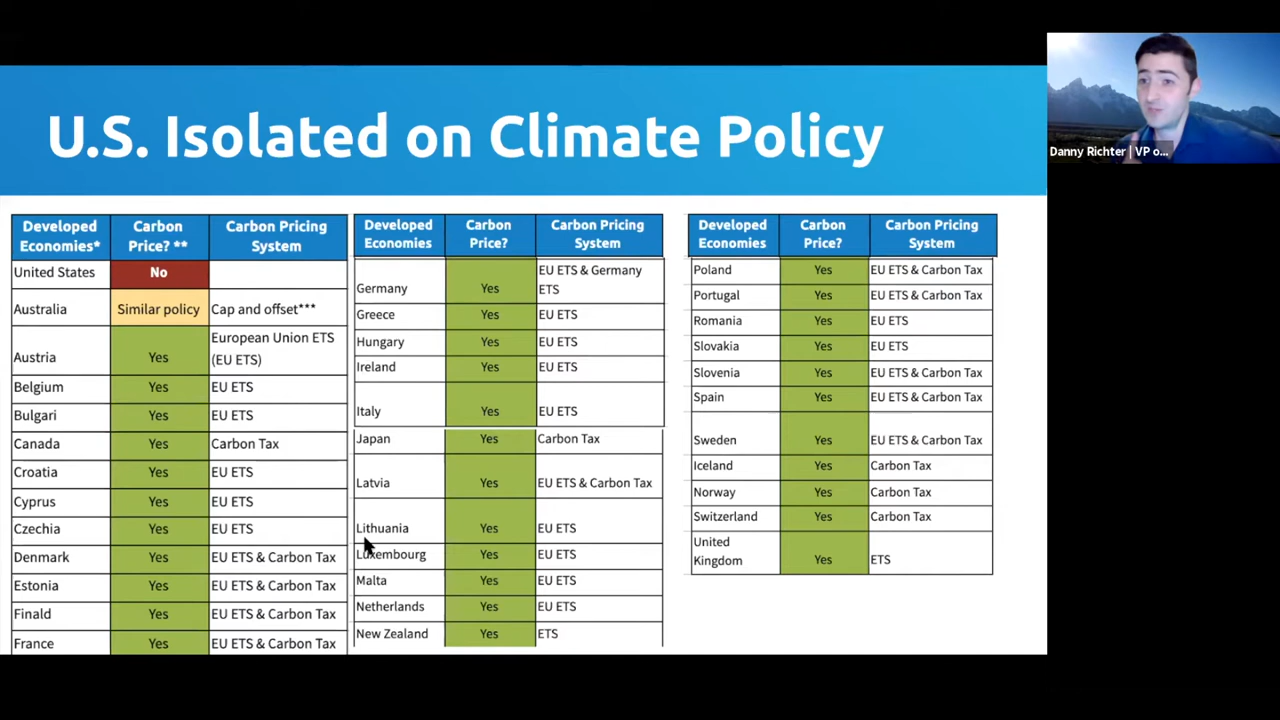 U.S. Isolated on Climate Policy
Danny Richter | VP o...
Developed Economies* Carbon Price? ** Carbon Pricing System
United States No
Australia Similar policy Cap and offset***
Austria Yes European Union ETS (EU ETS)
Belgium Yes EU ETS
Bulgari Yes EU ETS
Canada Yes Carbon Tax
Croatia Yes EU ETS
Cyprus Yes EU ETS
Czechia Yes EU ETS
Denmark Yes EU ETS & Carbon Tax
Estonia Yes EU ETS & Carbon Tax
Finald Yes EU ETS & Carbon Tax
France Yes EU ETS & Carbon Tax
Developed Economies Carbon Price? Carbon Pricing System
Germany Yes EU ETS & Germany ETS
Greece Yes EU ETS
Hungary Yes EU ETS
Ireland Yes EU ETS
Italy Yes EU ETS
Japan Yes Carbon Tax
Latvia Yes EU ETS & Carbon Tax
Lithuania Yes EU ETS
Luxembourg Yes EU ETS
Malta Yes EU ETS
Netherlands Yes EU ETS
New Zealand Yes ETS
Developed Economies Carbon Price? Carbon Pricing System
Poland Yes EU ETS & Carbon Tax
Portugal Yes EU ETS & Carbon Tax
Romania Yes EU ETS
Slovakia Yes EU ETS
Slovenia Yes EU ETS & Carbon Tax
Spain Yes EU ETS & Carbon Tax
Sweden Yes EU ETS & Carbon Tax
Iceland Yes Carbon Tax
Norway Yes Carbon Tax
Switzerland Yes Carbon Tax
United Kingdom Yes ETS